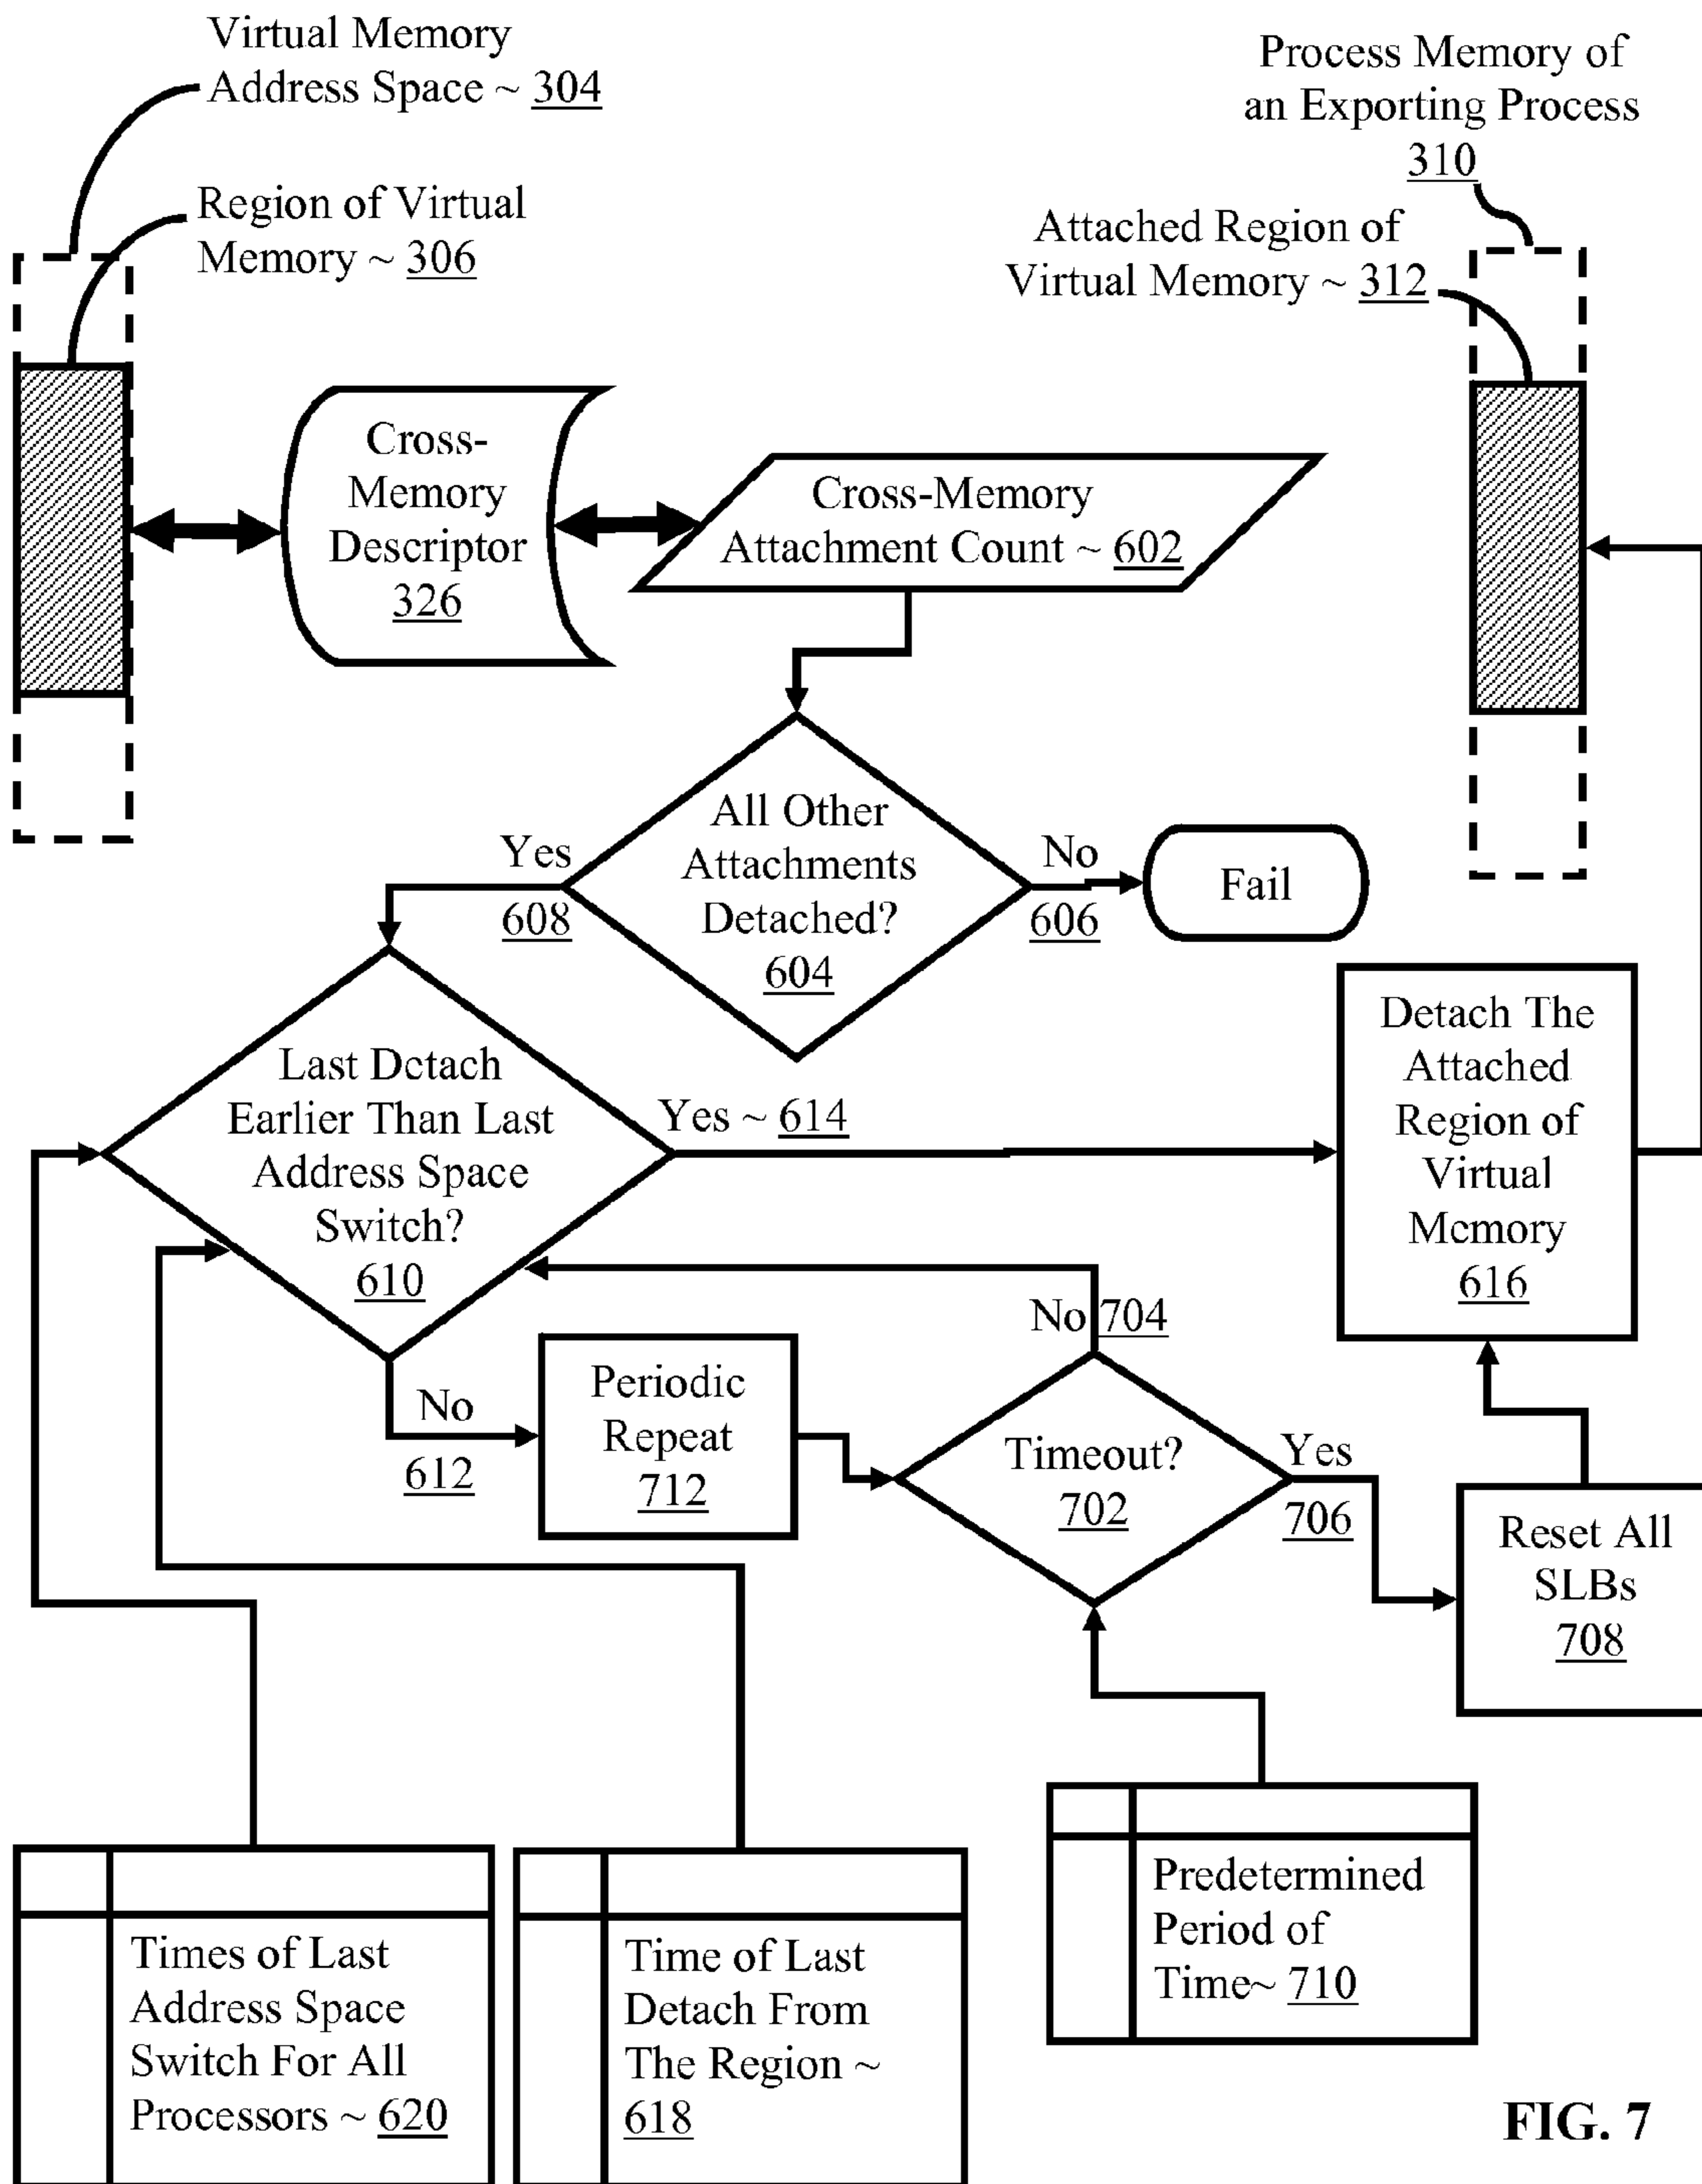 Virtual Memory
Address Space ~ 304
Process Memory of
an Exporting Process
310
Region of Virtual
Memory ~ 306
Attached Region of
Virtual Memory ~ 312
Cross-
Memory
Descriptor
326
Cross-Memory
Attachment Count ~ 602
All Other
Attachments
Detached?
604
Yes
608
No
606
Fail
Last Detach
Earlier Than Last
Address Space
Switch?
610
Yes ~ 614
Detach The
Attached
Region of
Virtual
Memory
616
No
612
Periodic
Repeat
712
No 704
Timeout?
702
Yes
706
Reset All
SLBs
708
Times of Last
Address Space
Switch For All
Processors ~ 620
Time of Last
Detach From
The Region ~
618
Predetermined
Period of
Time~ 710
FIG. 7